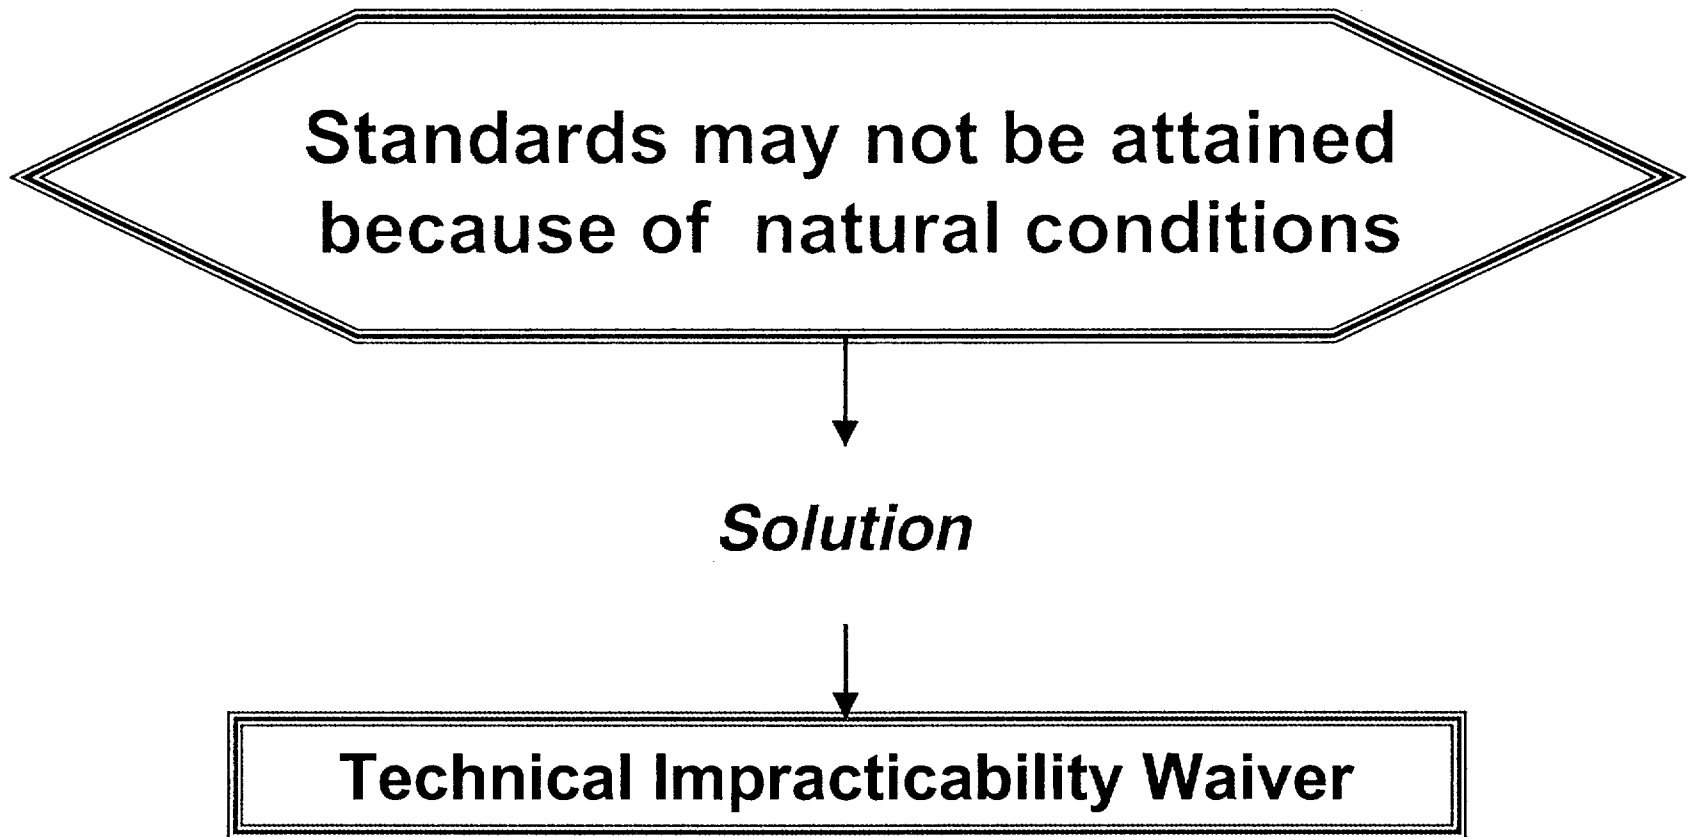 Standards may not be attained
because of natural conditions
Solution
Technical Impracticability Waiver